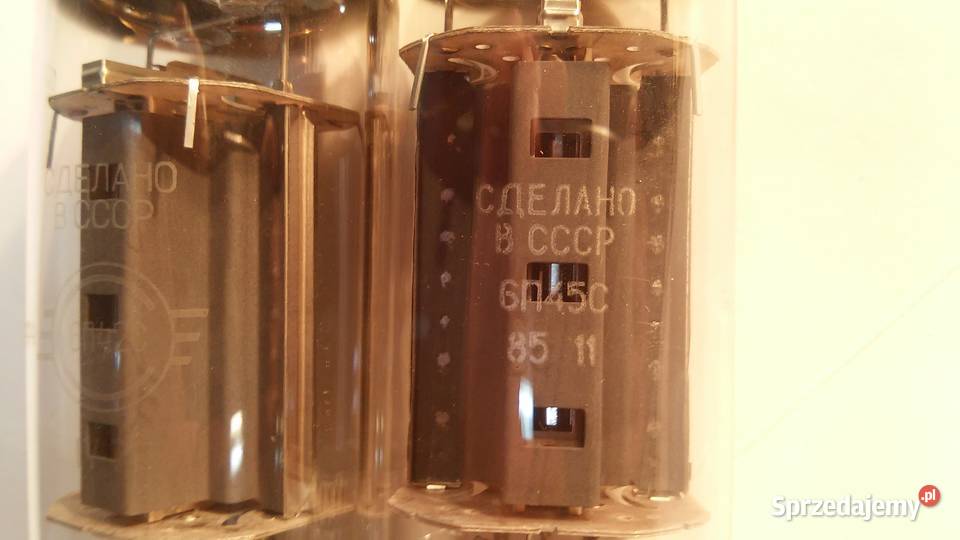 СДЕЛАНО
В СССР
СДЕЛАНО
В СССР
6П45С
85 11
Sprzedajemy.pl